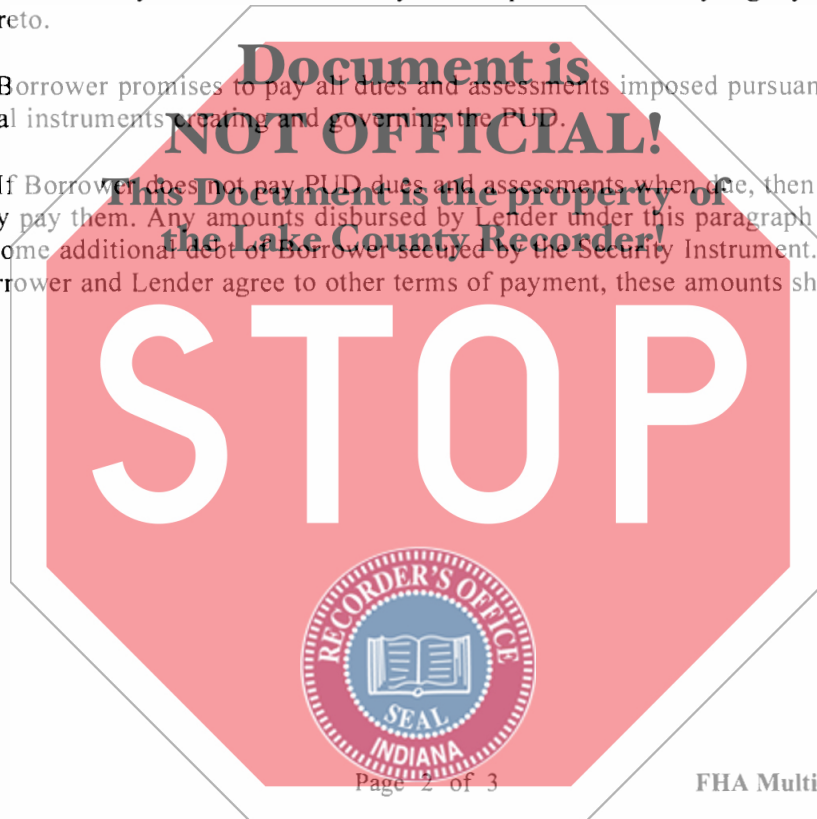 reto.
Document is
Borrower promises to pay all dues and assessments imposed pursuan
al instruments creating and governing the PUD.
NOT OFFICIAL!
If Borrower does not pay PUD dues and assessments when due, then
This Document is the property of
y pay them. Any amounts disbursed by Lender under this paragraph
the Lake County Recorder!
ome additional debt of Borrower secured by the Security Instrument.
rrower and Lender agree to other terms of payment, these amounts sh
STOP
RECORDER'S OFFICE
SEAL
INDIANA
Page 2 of 3
FHA Multi